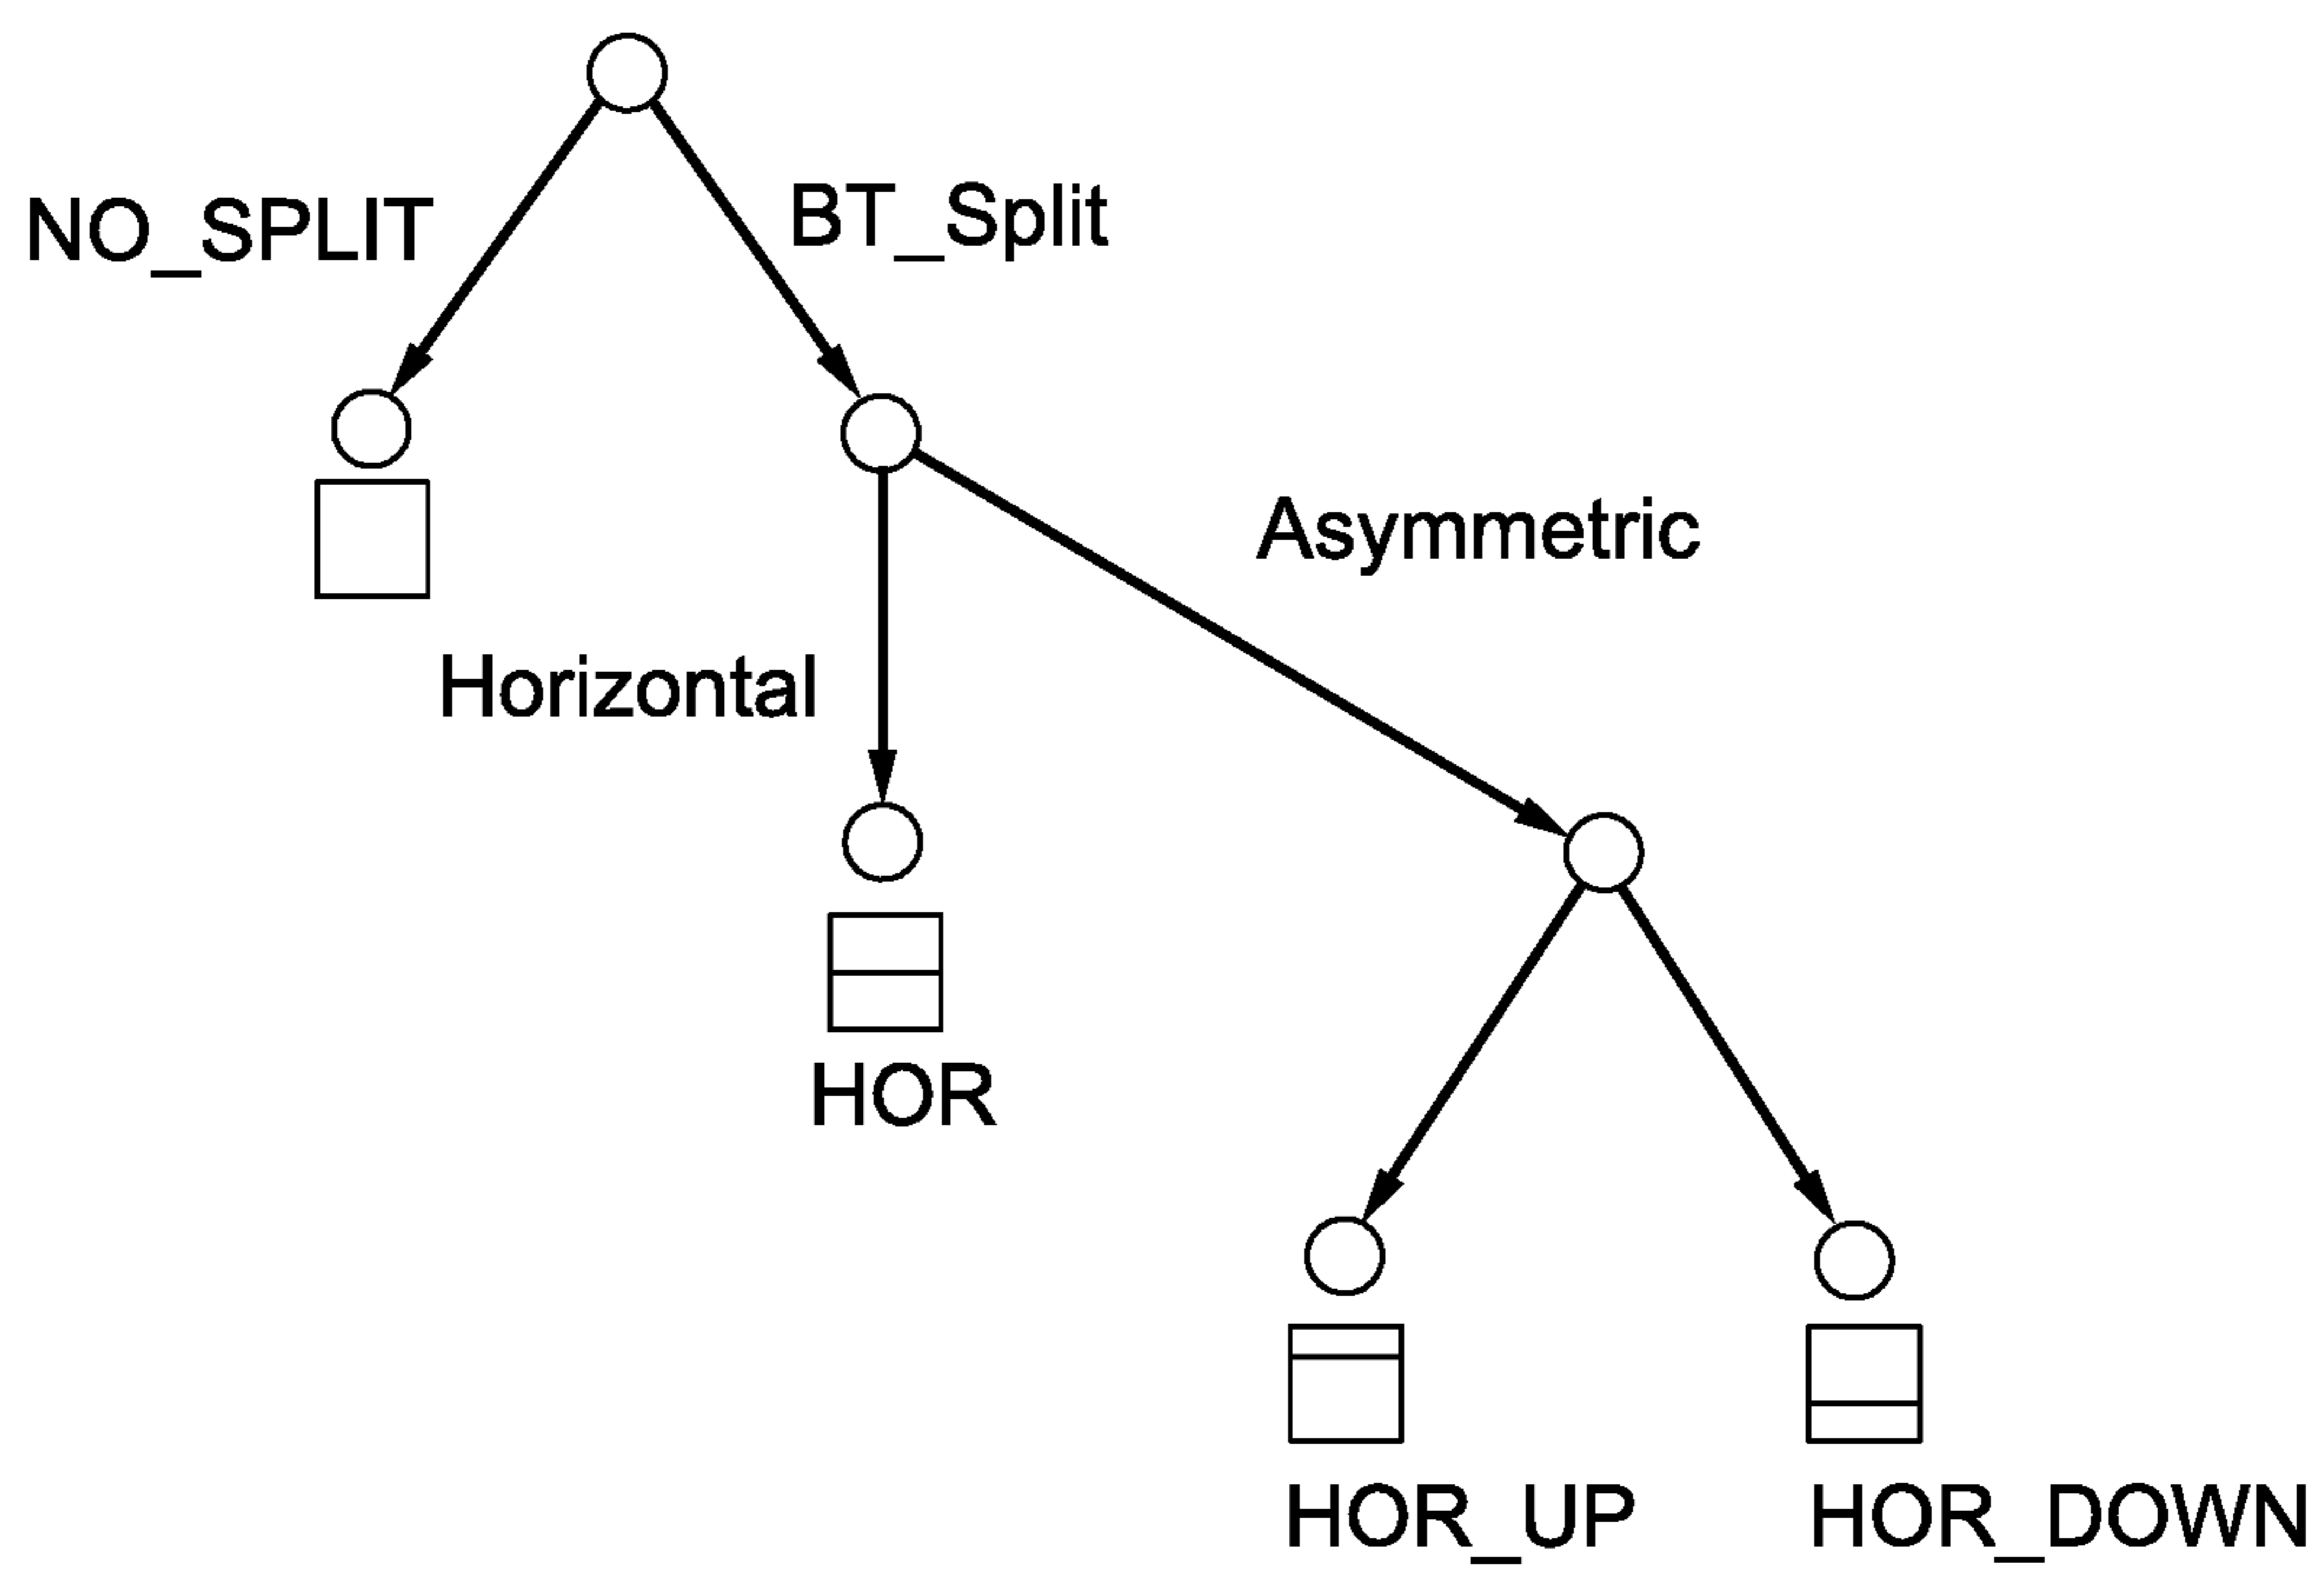 NO_SPLIT
BT_Split
Asymmetric
Horizontal
HOR
HOR_UP
HOR_DOWN